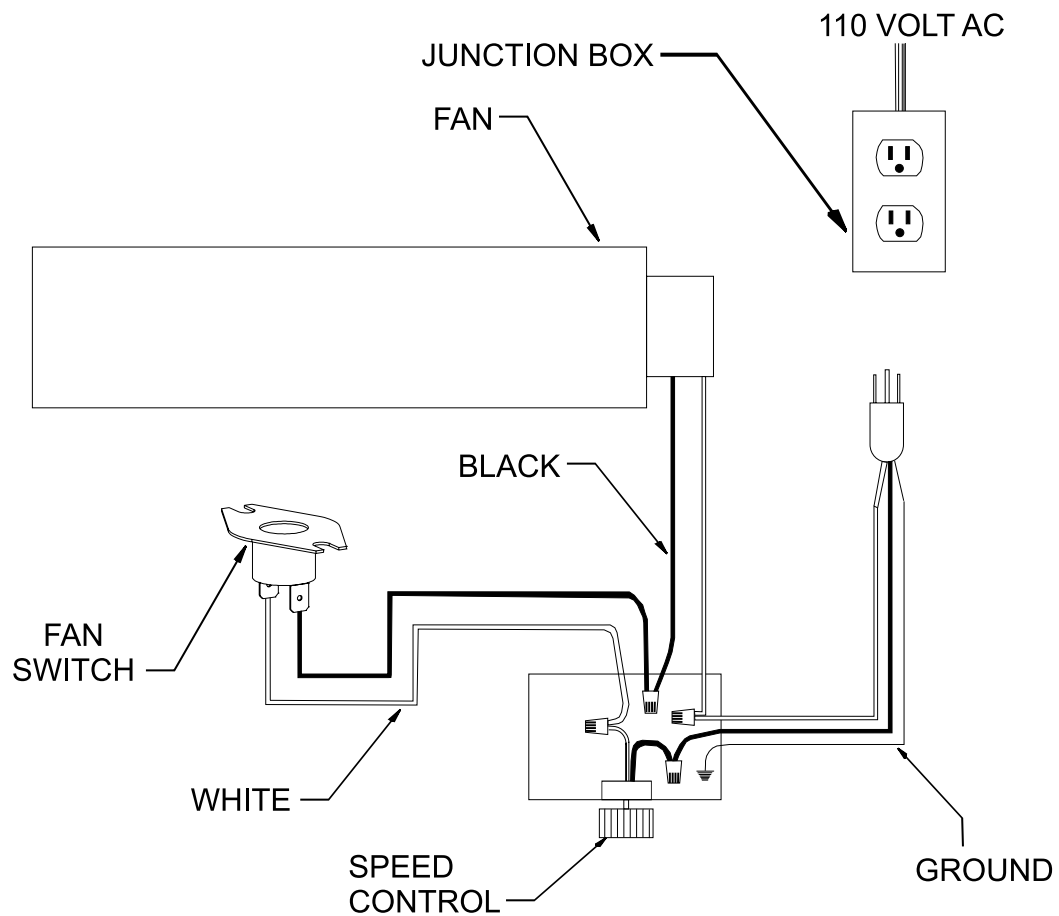 110 VOLT AC
JUNCTION BOX
FAN
BLACK
FAN
SWITCH
WHITE
SPEED
CONTROL
GROUND